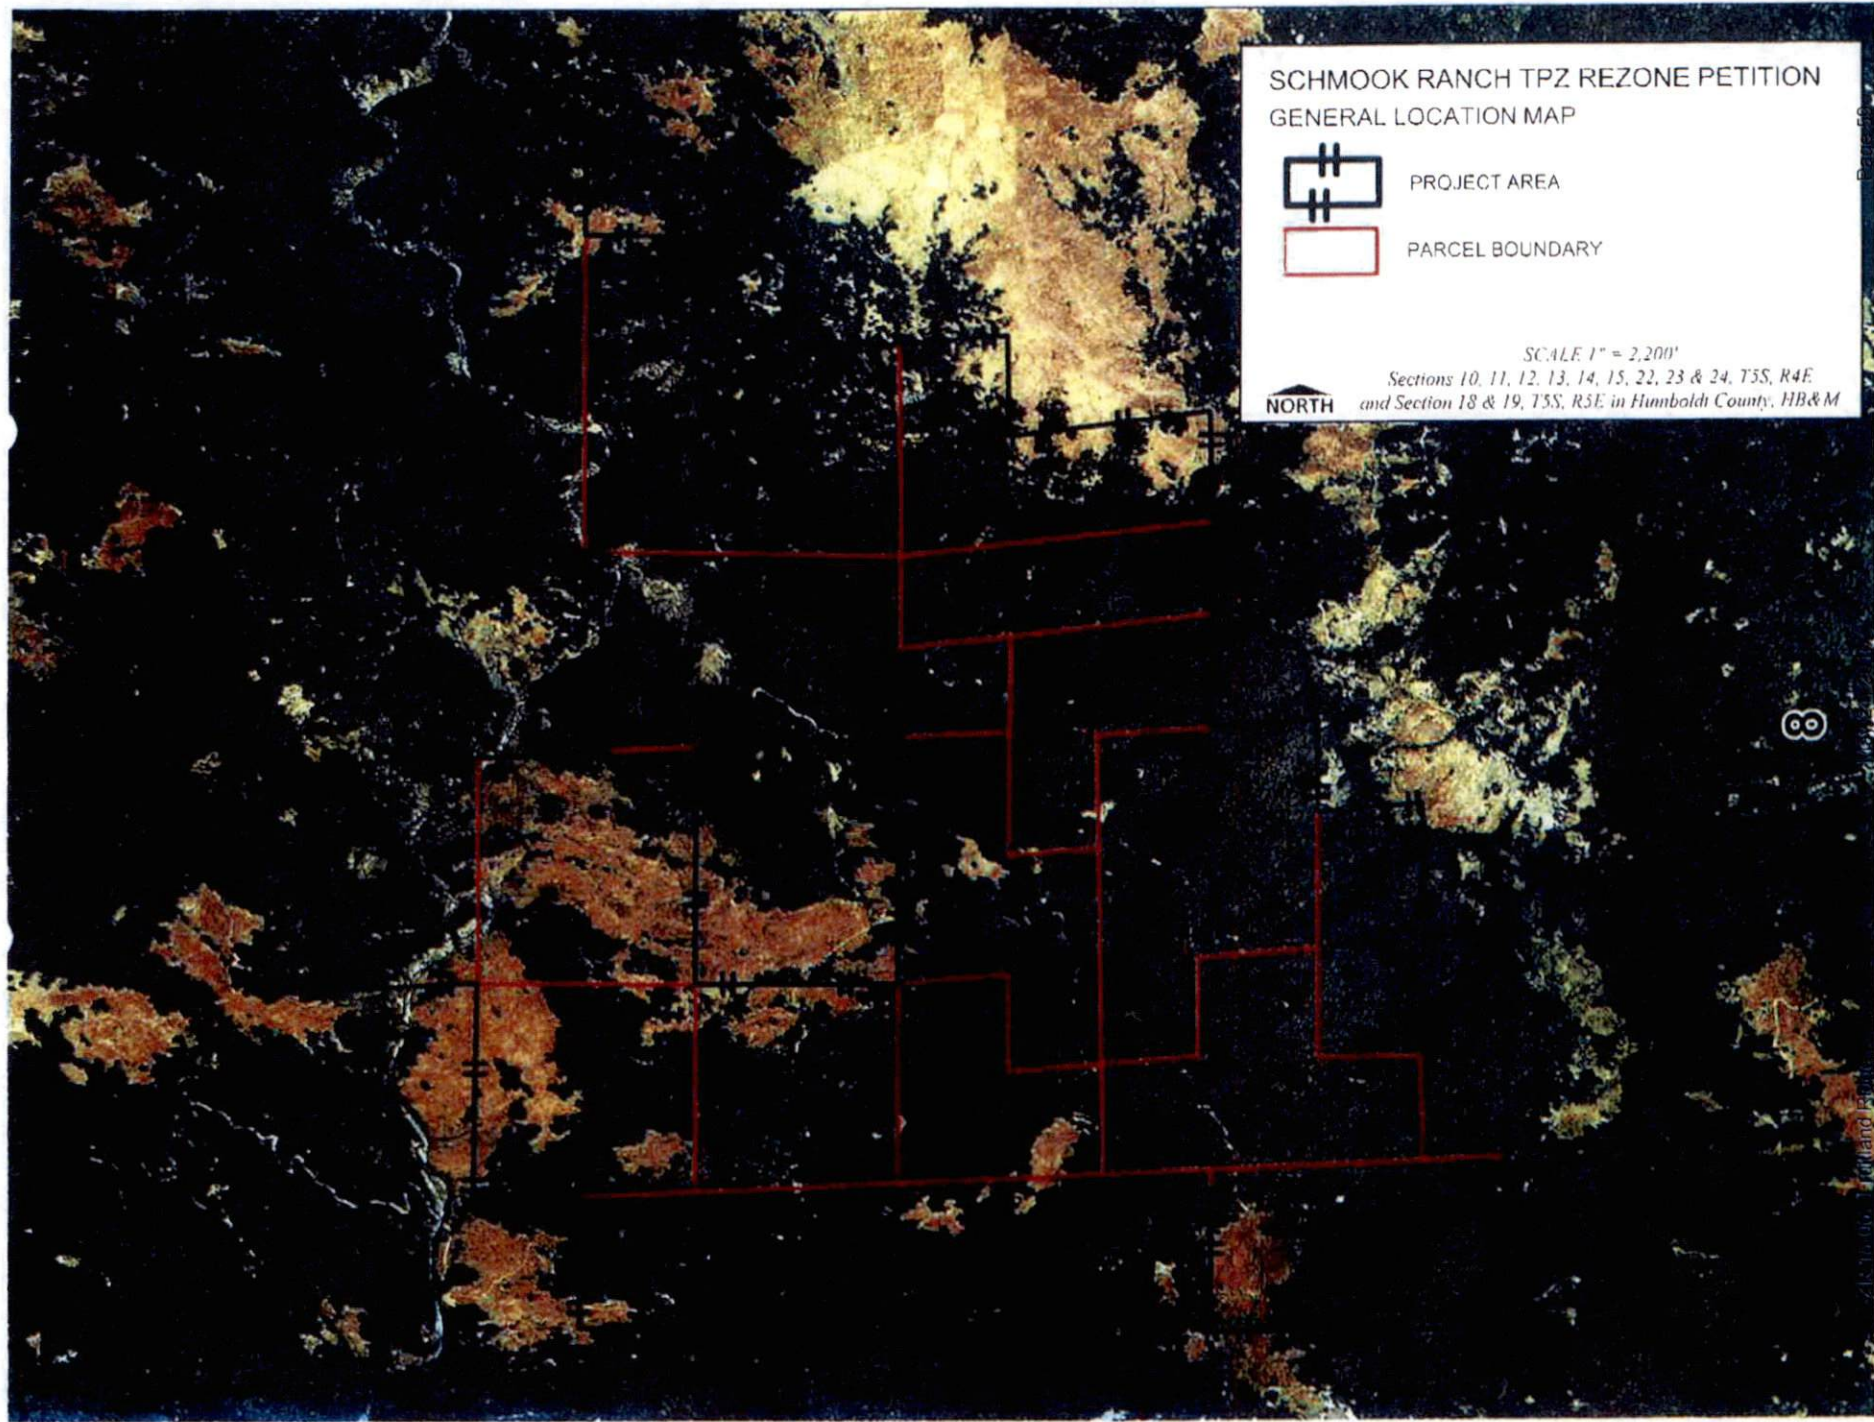 SCHMOOK RANCH TPZ REZONE PETITION
GENERAL LOCATION MAP
PROJECT AREA
PARCEL BOUNDARY
SCALE 1" = 2,200'
Sections 10, 11, 12, 13, 14, 15, 22, 23 & 24, T5S, R4E
and Section 18 & 19, T5S, R5E in Humboldt County, HB&M
NORTH
8